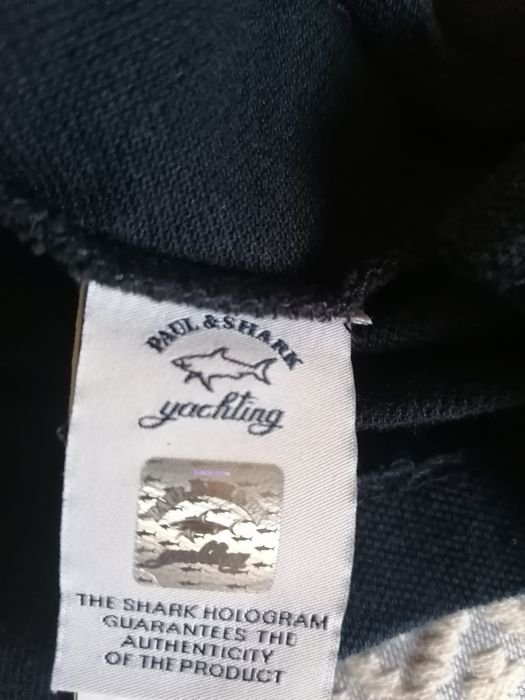 PAUL & SHARK
yachting
THE SHARK HOLOGRAM
GUARANTEES THE
AUTHENTICITY
OF THE PRODUCT